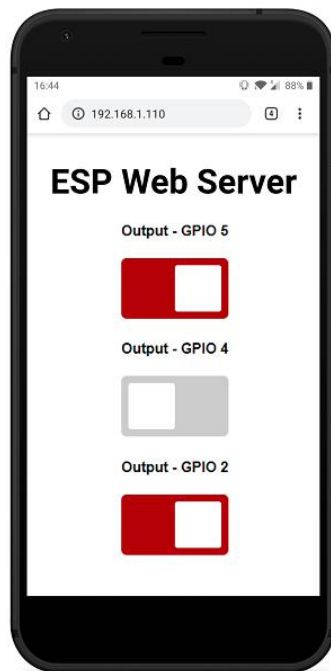 16:44
88%
192.168.1.110
4
ESP Web Server
Output - GPIO 5
Output - GPIO 4
Output - GPIO 2